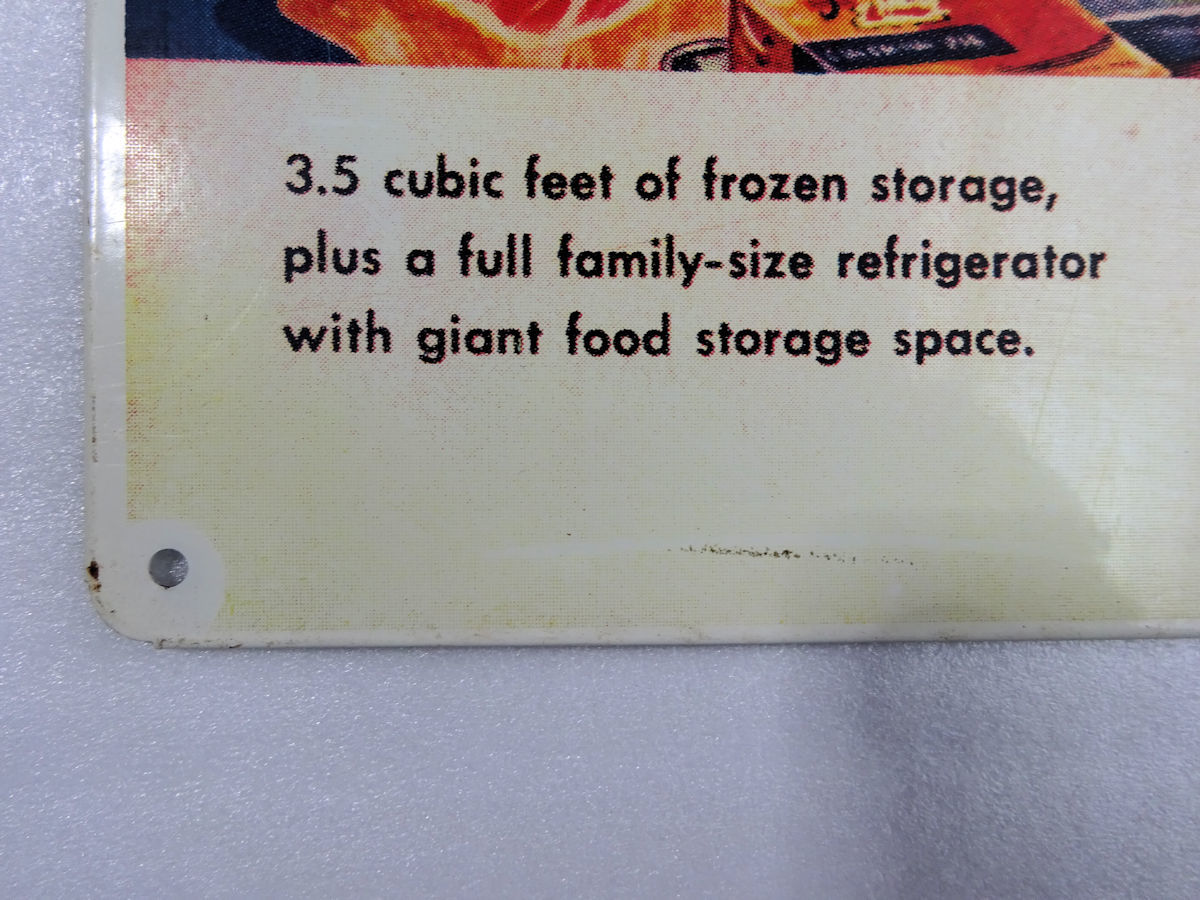 3.5 cubic feet of frozen storage,
plus a full family-size refrigerator
with giant food storage space.